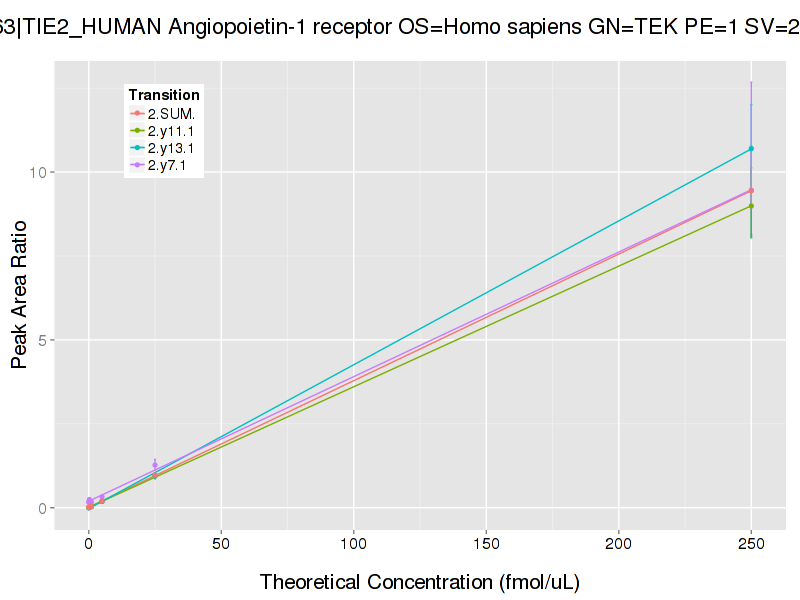 63|TIE2_HUMAN Angiopoietin-1 receptor OS=Homo sapiens GN=TEK PE=1 SV=2
Transition
2.SUM.
2.y11.1
2.y13.1
2.y7.1
10
5
0
Peak Area Ratio
0 50 100 150 200 250
Theoretical Concentration (fmol/uL)